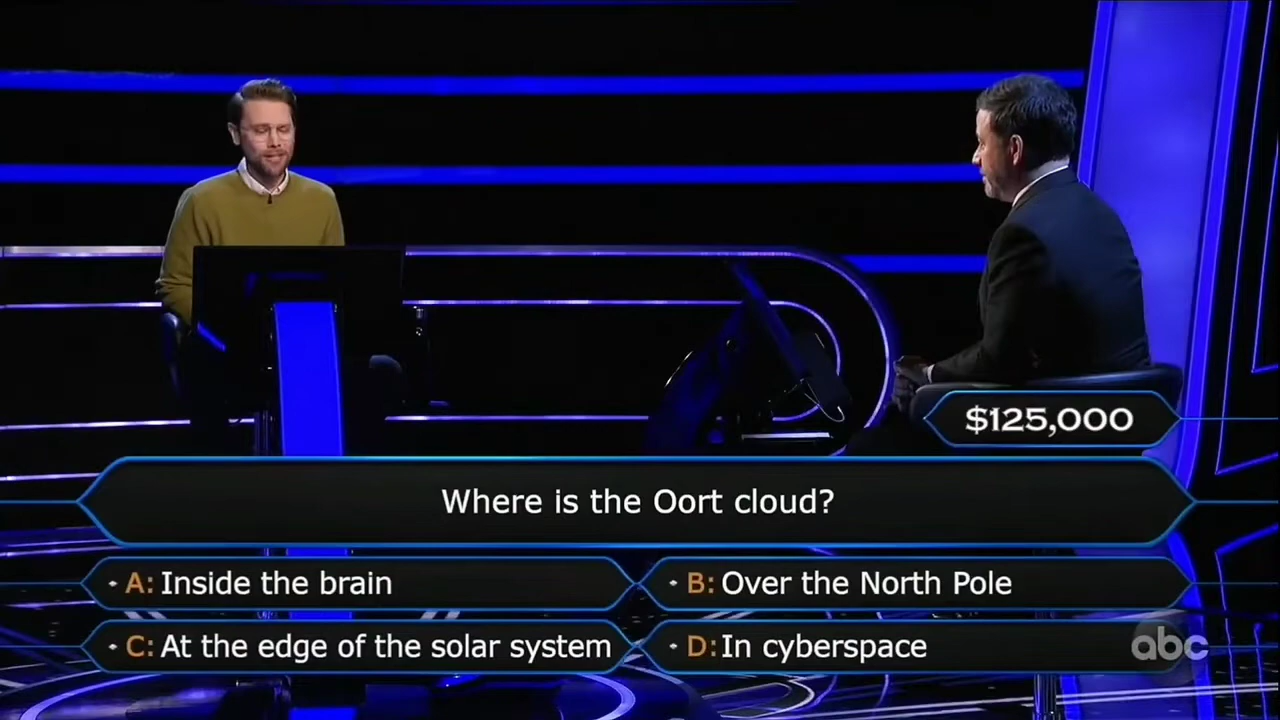 $125,000
Where is the Oort cloud?
A: Inside the brain
B: Over the North Pole
C: At the edge of the solar system
D: In cyberspace
abc